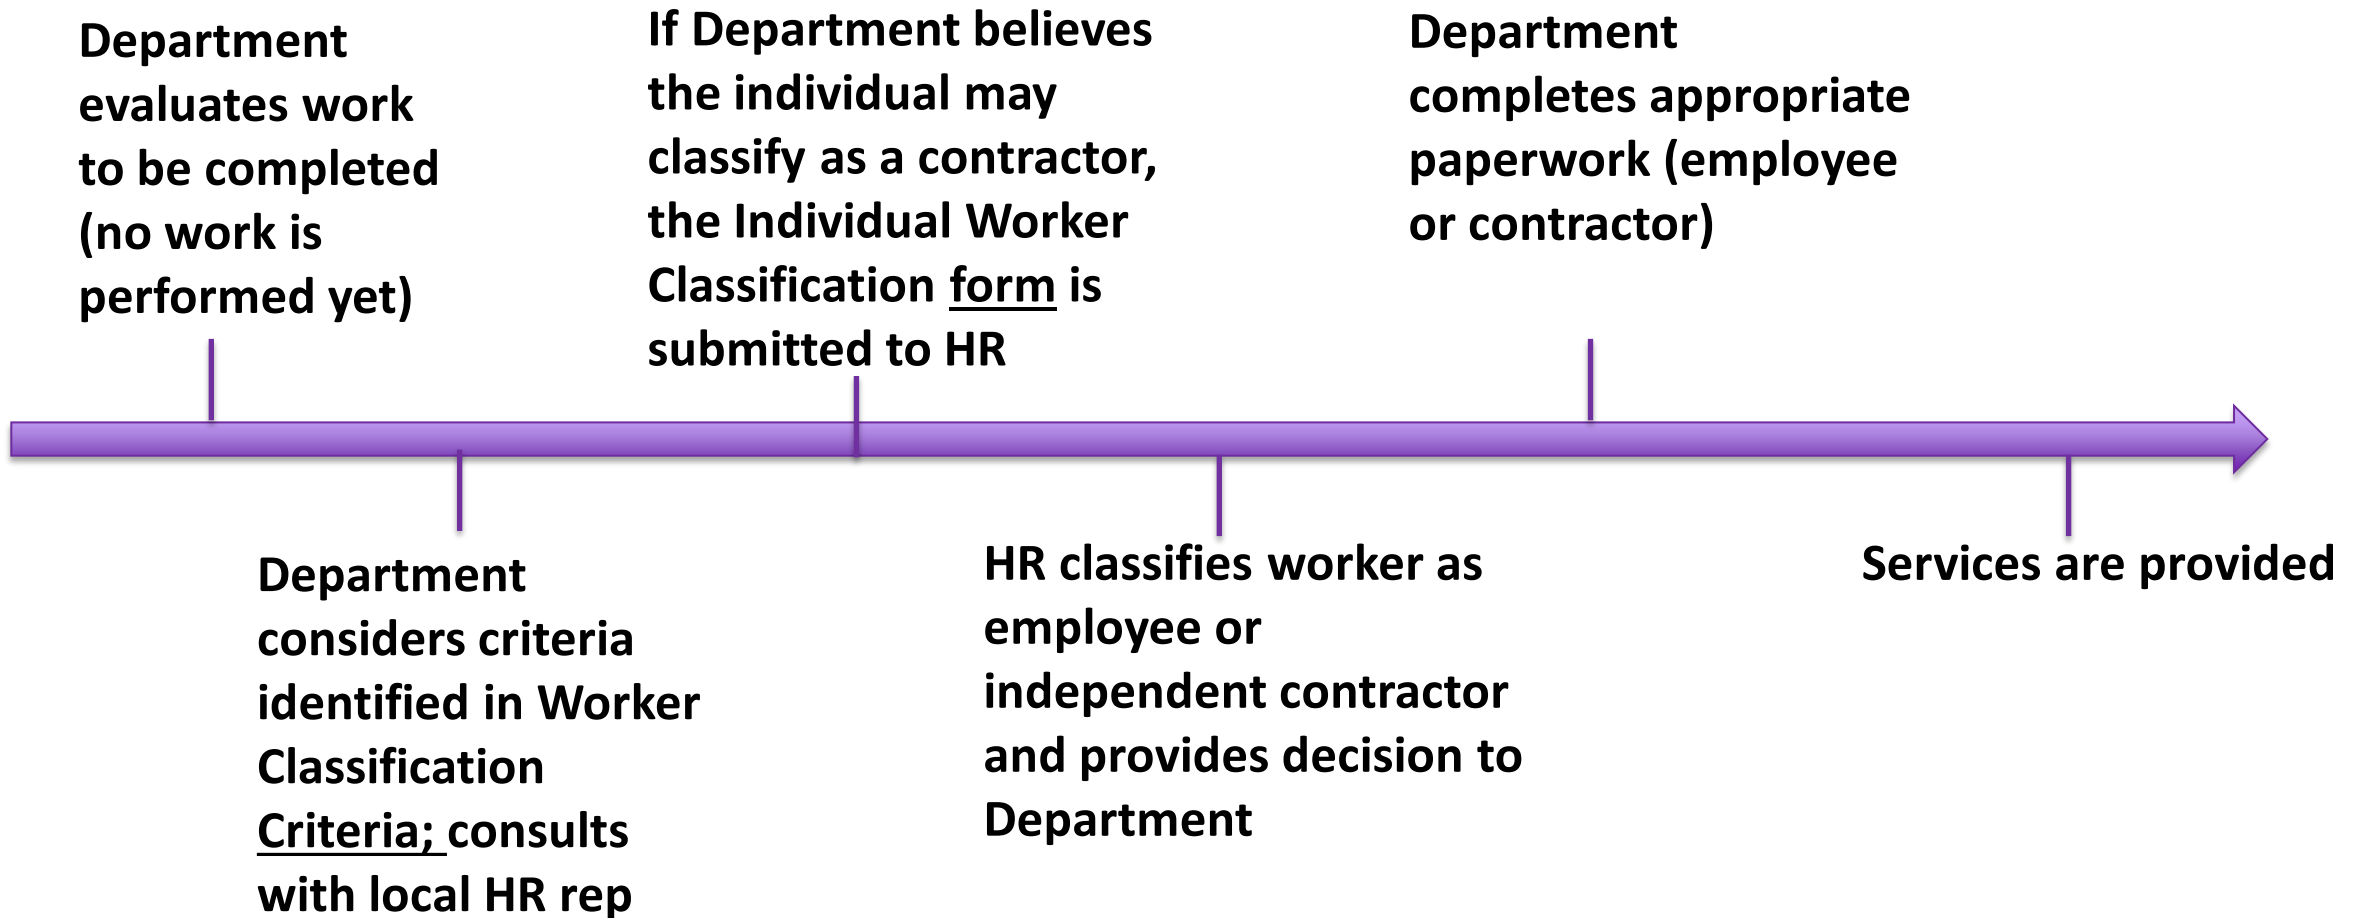 Department
evaluates work
to be completed
(no work is
performed yet)
Department
considers criteria
identified in Worker
Classification
Criteria; consults
with local HR rep
If Department believes
the individual may
classify as a contractor,
the Individual Worker
Classification form is
submitted to HR
HR classifies worker as
employee or
independent contractor
and provides decision to
Department
Department
completes appropriate
paperwork (employee
or contractor)
Services are provided